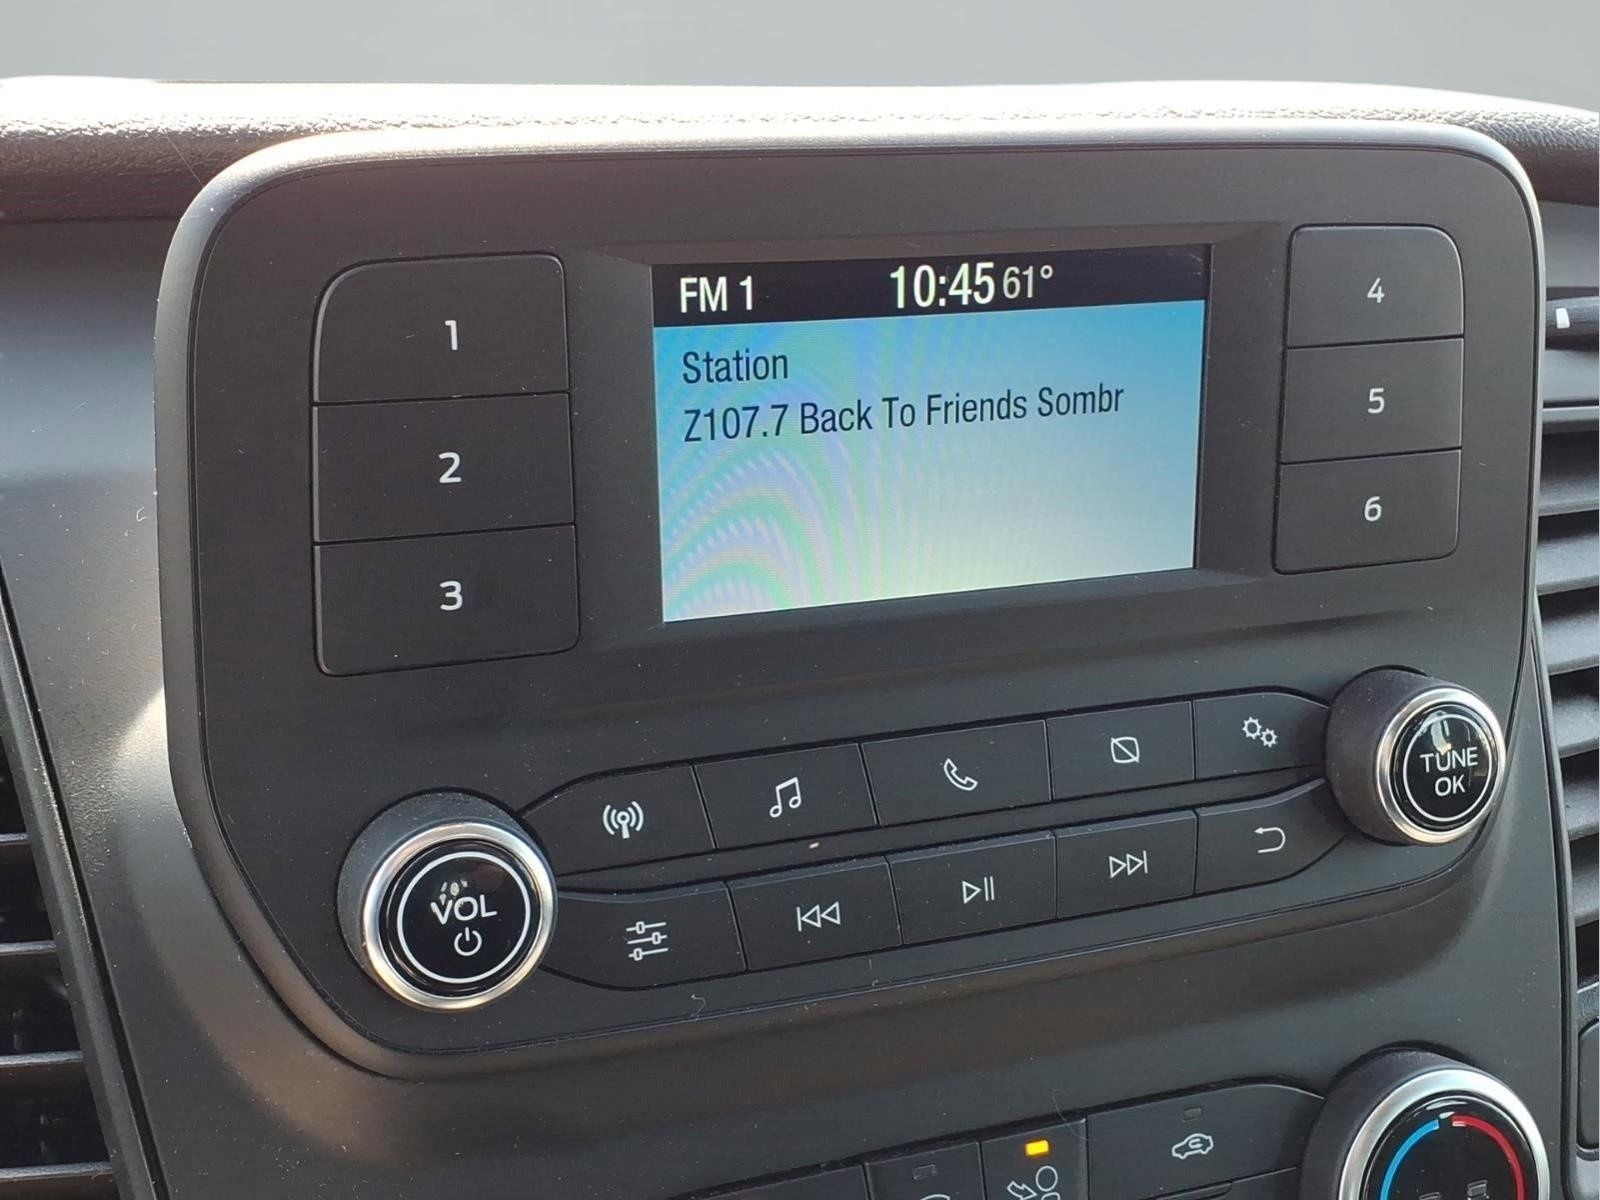 FM 1 10:45 61°
Station
Z107.7 Back To Friends Sombr
1
2
3
4
5
6
VOL
TUNE
OK